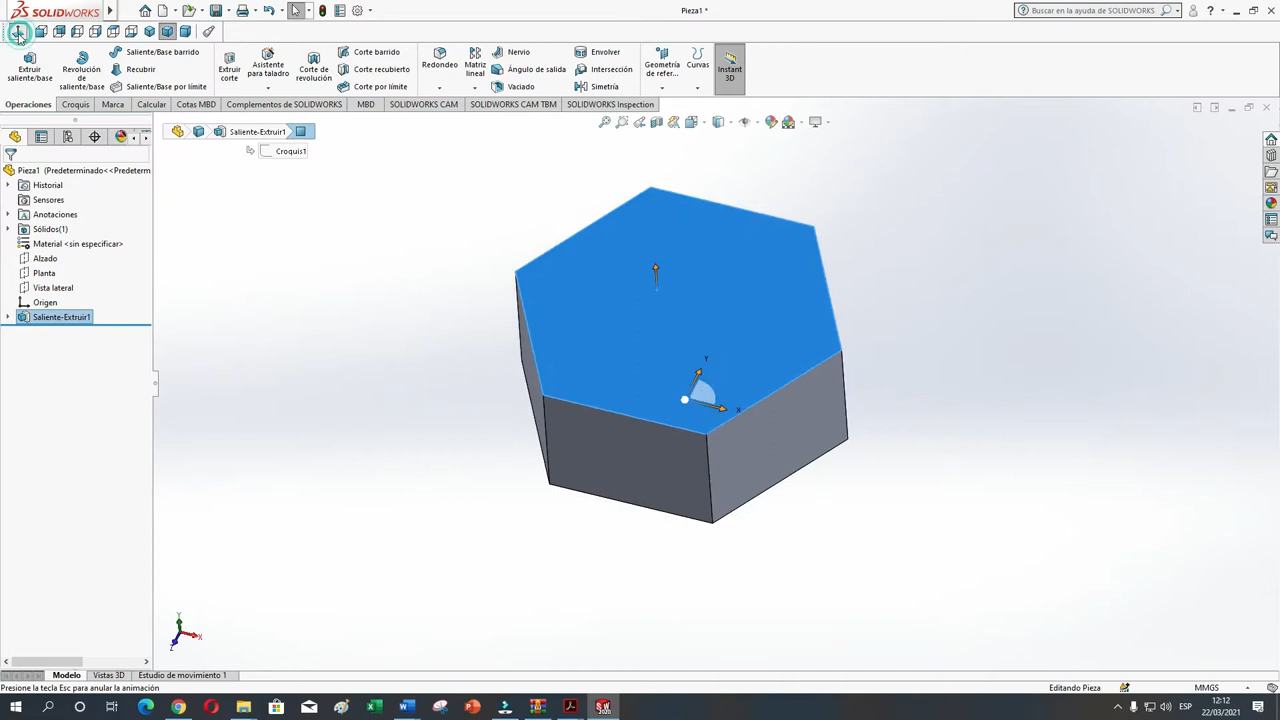 SOLIDWORKS
Pieza1 *
Buscar en la ayuda de SOLIDWORKS
Extruir saliente/base
Revolución de saliente/base
Saliente/Base barrido
Recubrir
Saliente/Base por límite
Extruir corte
Asistente para taladro
Corte de revolución
Corte barrido
Corte recubierto
Corte por límite
Redondeo
Matriz lineal
Nervio
Ángulo de salida
Vaciado
Envolver
Intersección
Simetría
Geometría de refer...
Curvas
Instant 3D
Operaciones
Croquis
Marca
Calcular
Cotas MBD
Complementos de SOLIDWORKS
MBD
SOLIDWORKS CAM
SOLIDWORKS CAM TBM
SOLIDWORKS Inspection
Saliente-Extruir1
Croquis1
Pieza1 (Predeterminado<<Predeterm
Historial
Sensores
Anotaciones
Sólidos(1)
Material <sin especificar>
Alzado
Planta
Vista lateral
Origen
Saliente-Extruir1
Y
X
Y
X
Z
Modelo
Vistas 3D
Estudio de movimiento 1
Presione la tecla Esc para anular la animación
Editando Pieza
MMGS
ESP
12:12
22/03/2021